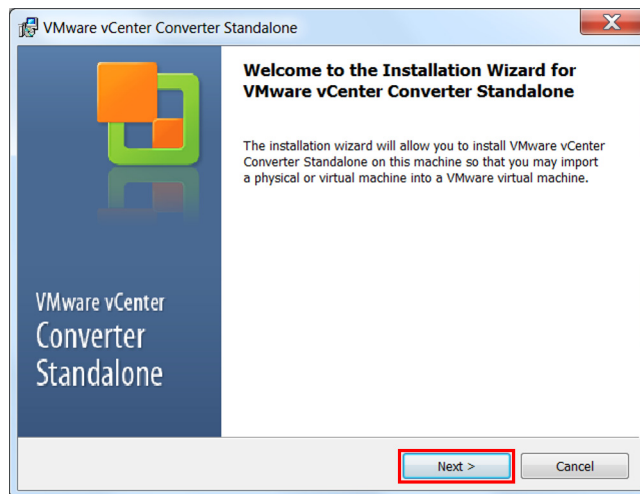 VMware vCenter Converter Standalone
Welcome to the Installation Wizard for
VMware vCenter Converter Standalone
The installation wizard will allow you to install VMware vCenter
Converter Standalone on this machine so that you may import
a physical or virtual machine into a VMware virtual machine.
VMware vCenter
Converter
Standalone
Next >
Cancel